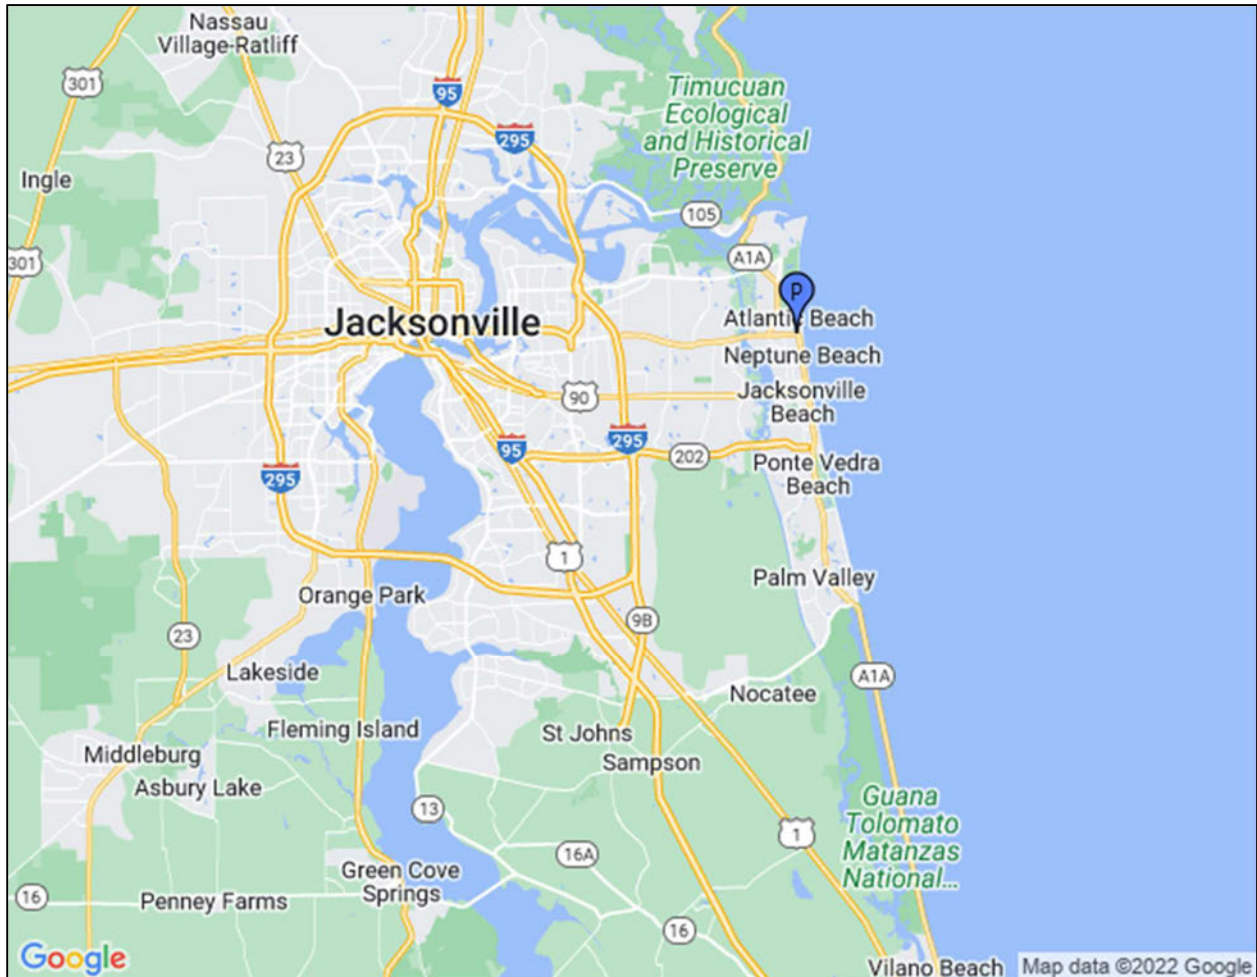 Nassau
Village-Ratliff
301
95
Timucuan
Ecological
and Historical
Preserve
295
23
Ingle
105
301
A1A
P
Jacksonville
Atlantic Beach
Neptune Beach
90
Jacksonville
Beach
295
95
202
295
Ponte Vedra
Beach
1
Orange Park
Palm Valley
9B
23
Lakeside
A1A
Nocatee
Fleming Island
St Johns
Middleburg
Sampson
Asbury Lake
13
Guana
Tolomato
Matanzas
National...
1
16A
Green Cove
Springs
16
Penney Farms
16
Google
Vilano Beach
Map data ©2022 Google